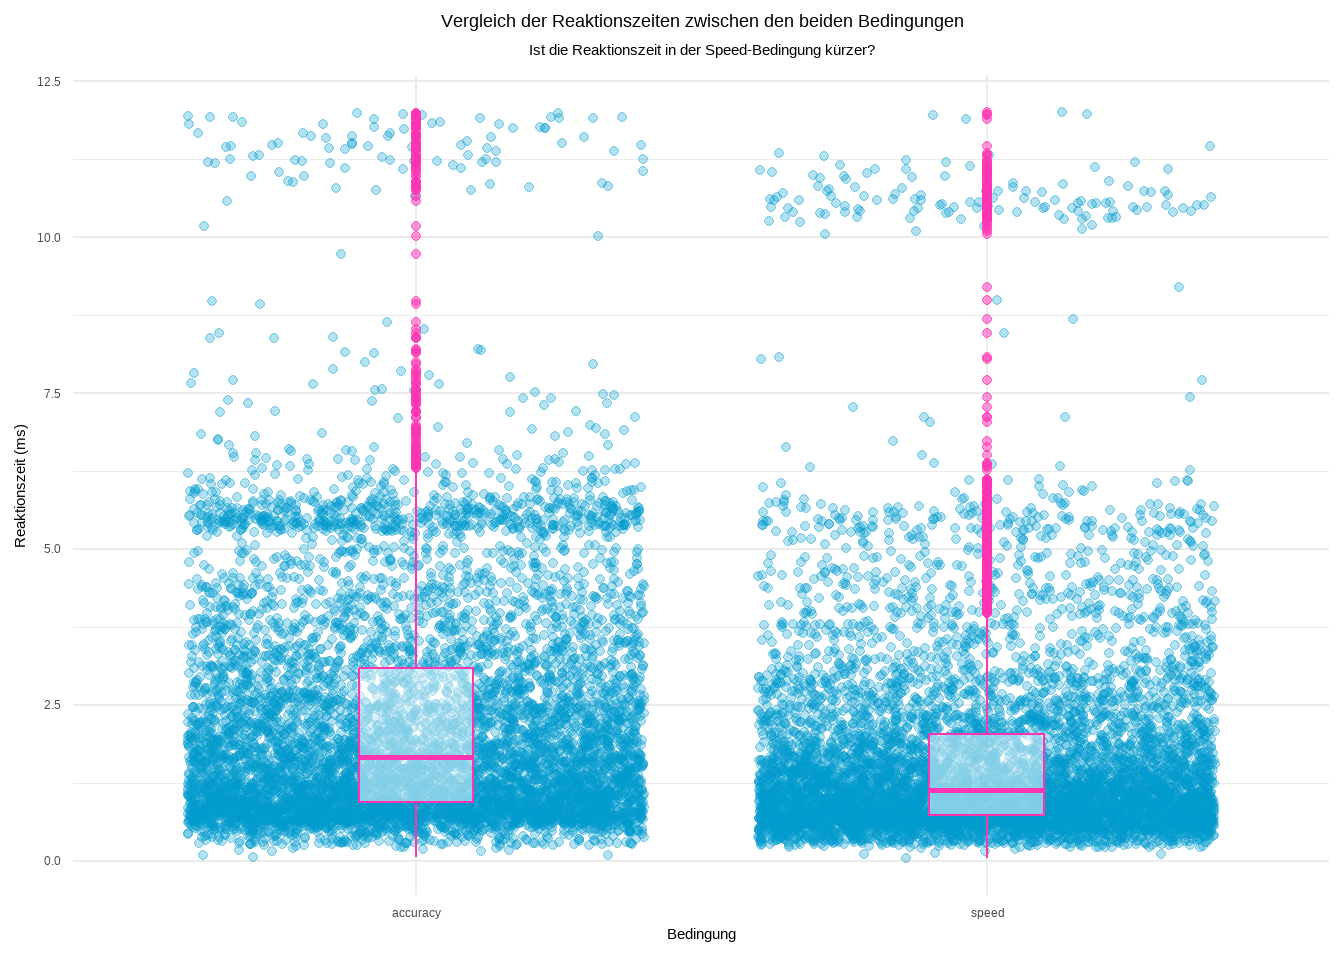 Vergleich der Reaktionszeiten zwischen den beiden Bedingungen
Ist die Reaktionszeit in der Speed-Bedingung kürzer?
Reaktionszeit (ms)
12.5
10.0
7.5
5.0
2.5
0.0
accuracy
speed
Bedingung